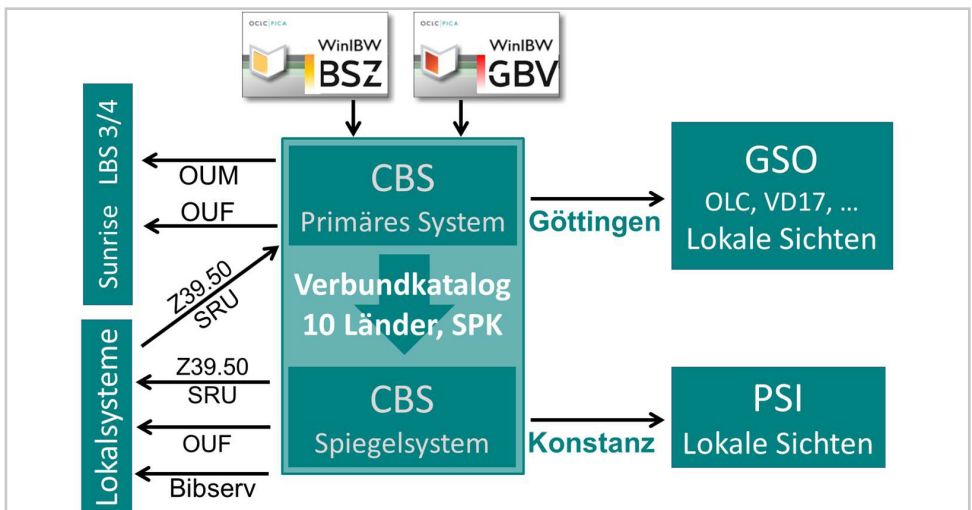 OCLC PICA
WinIBW
BSZ
OCLC PICA
WinIBW
GBV
Sunrise LBS 3/4
OUM
OUF
CBS
Primäres System
Göttingen
GSO
OLC, VD17, ...
Lokale Sichten
Z39.50
SRU
Verbundkatalog
10 Länder, SPK
Lokalsysteme
Z39.50
SRU
OUF
Bibserv
CBS
Spiegelsystem
Konstanz
PSI
Lokale Sichten